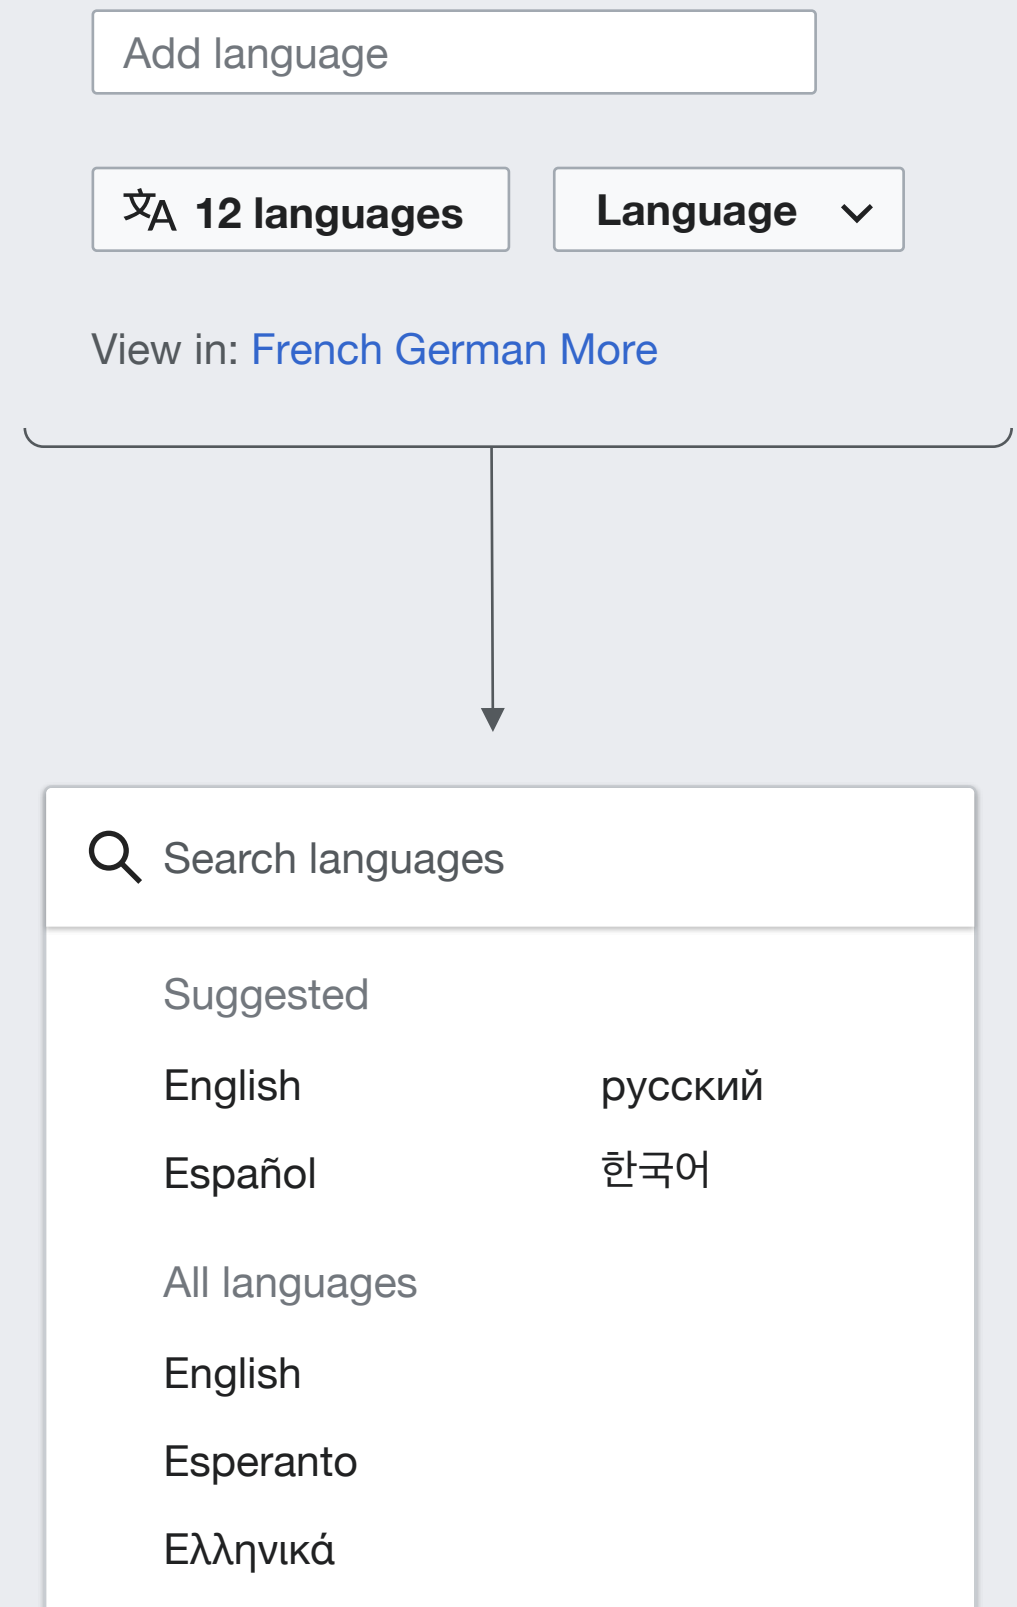 Add language
文A 12 languages
Language
View in: French German More
Search languages
Suggested
English
русский
Español
한국어
All languages
English
Esperanto
Ελληνικά